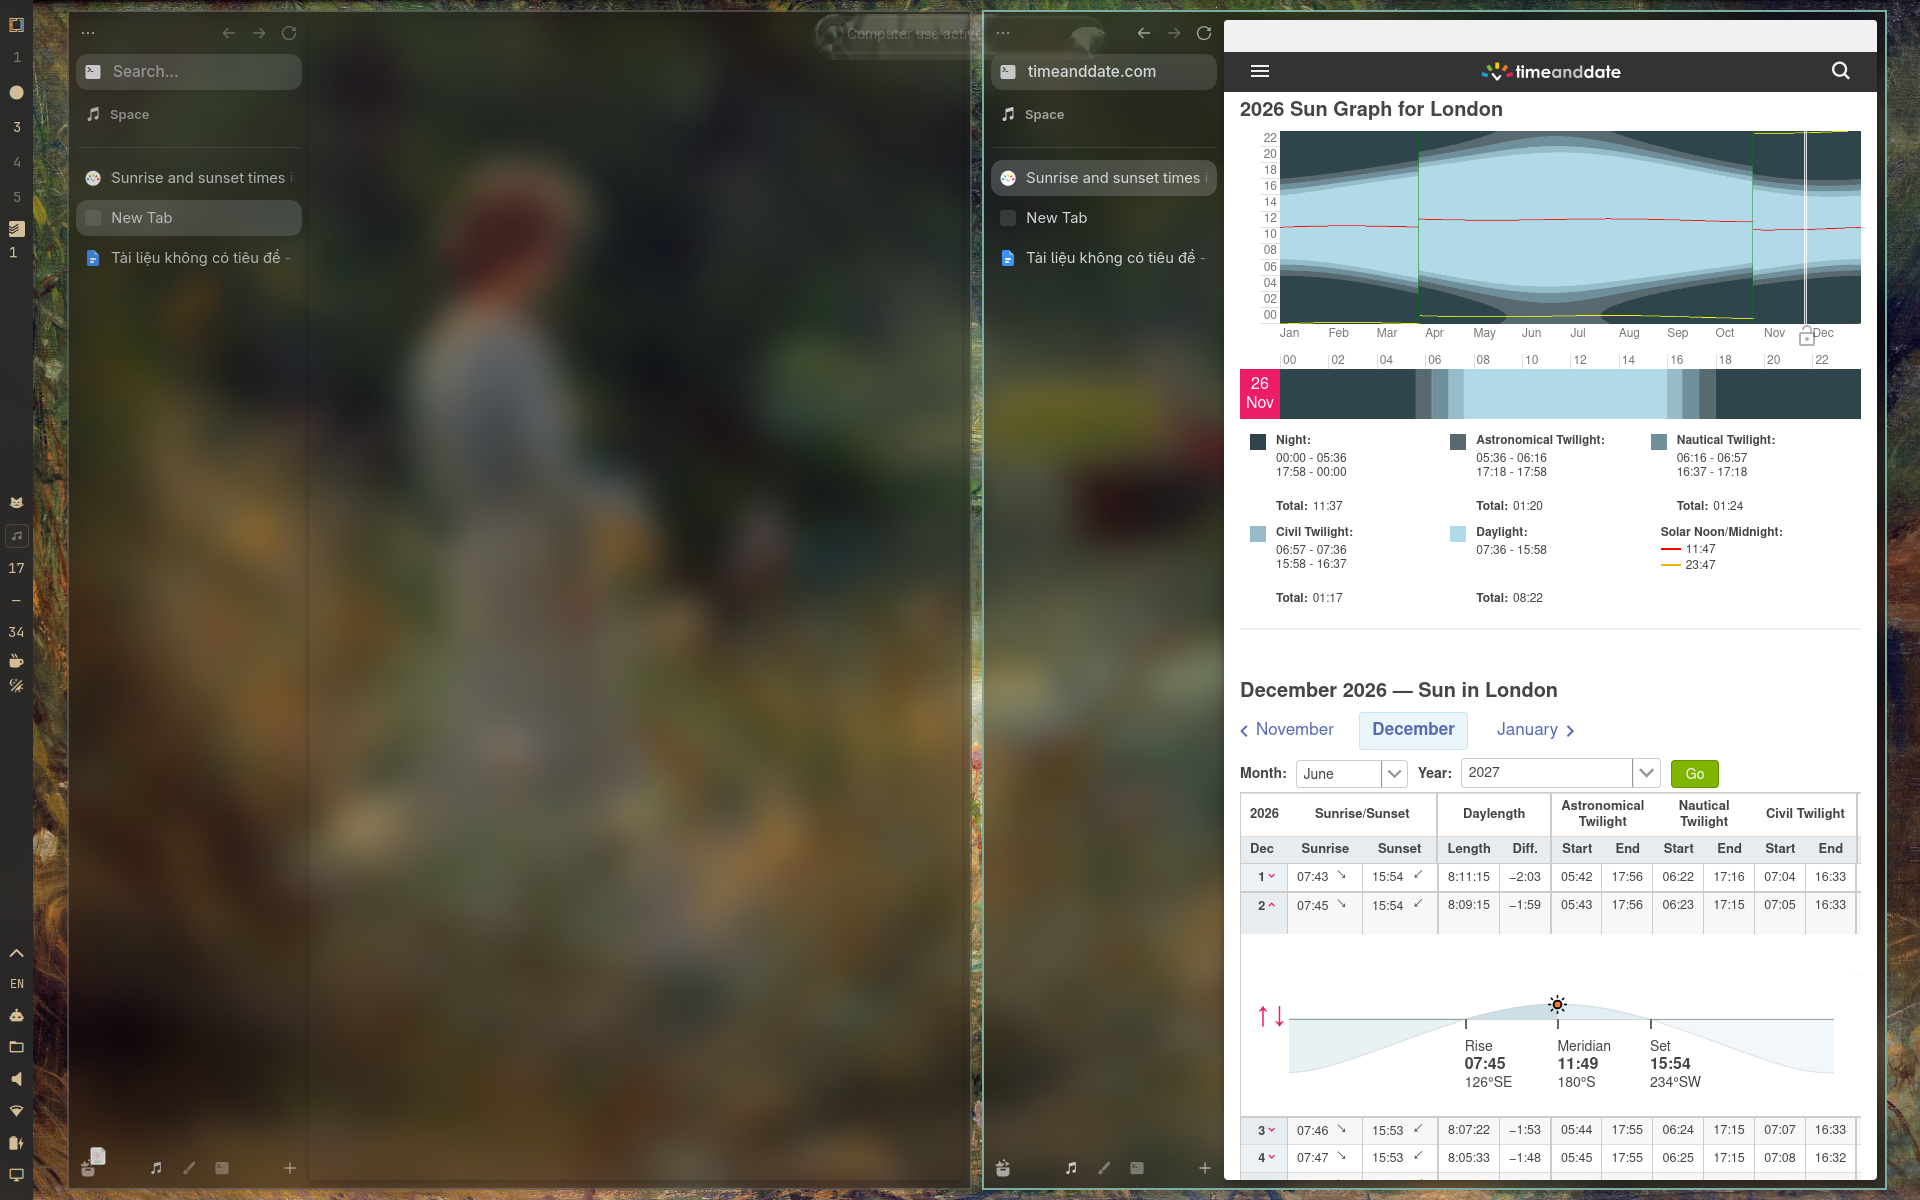 1
3
4
5
1
17
34
EN
Search...
Space
Sunrise and sunset times
New Tab
Tài liệu không có tiêu đề -
Computer use active
timeanddate.com
Space
Sunrise and sunset times
New Tab
Tài liệu không có tiêu đề -
timeanddate
2026 Sun Graph for London
22
20
18
16
14
12
10
08
06
04
02
00
Jan Feb Mar Apr May Jun Jul Aug Sep Oct Nov Dec
00 02 04 06 08 10 12 14 16 18 20 22
26
Nov
Night: Astronomical Twilight: Nautical Twilight:
00:00 - 05:36 05:36 - 06:16 06:16 - 06:57
17:58 - 00:00 17:18 - 17:58 16:37 - 17:18
Total: 11:37 Total: 01:20 Total: 01:24
Civil Twilight: Daylight: Solar Noon/Midnight:
06:57 - 07:36 07:36 - 15:58 11:47
15:58 - 16:37 23:47
Total: 01:17 Total: 08:22
December 2026 — Sun in London
November December January
Month: June Year: 2027 Go
2026 Sunrise/Sunset Daylength Astronomical Twilight Nautical Twilight Civil Twilight
Dec Sunrise Sunset Length Diff. Start End Start End Start End
1 07:43 ↘ 15:54 ↙ 8:11:15 −2:03 05:42 17:56 06:22 17:16 07:04 16:33
2 07:45 ↘ 15:54 ↙ 8:09:15 −1:59 05:43 17:56 06:23 17:15 07:05 16:33
↑↓
Rise Meridian Set
07:45 11:49 15:54
126°SE 180°S 234°SW
3 07:46 ↘ 15:53 ↙ 8:07:22 −1:53 05:44 17:55 06:24 17:15 07:07 16:33
4 07:47 ↘ 15:53 ↙ 8:05:33 −1:48 05:45 17:55 06:25 17:15 07:08 16:32